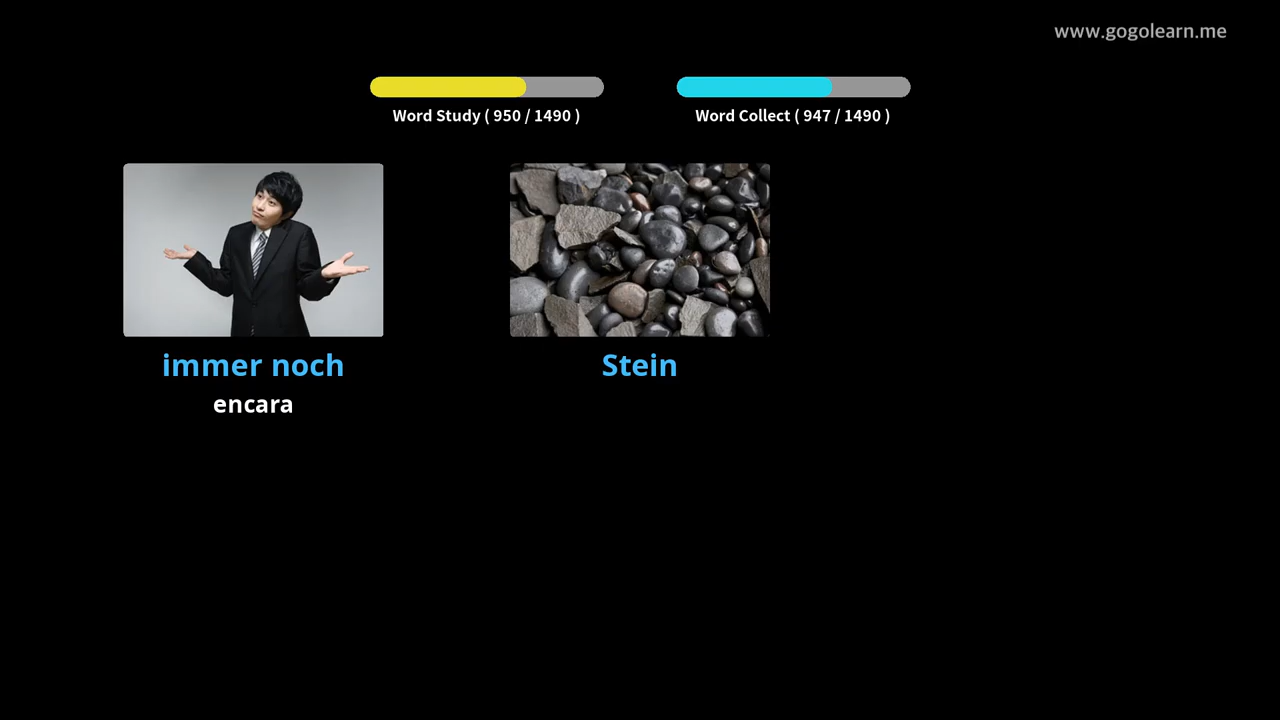 www.gogolearn.me
Word Study ( 950 / 1490 )
Word Collect ( 947 / 1490 )
immer noch
encara
Stein